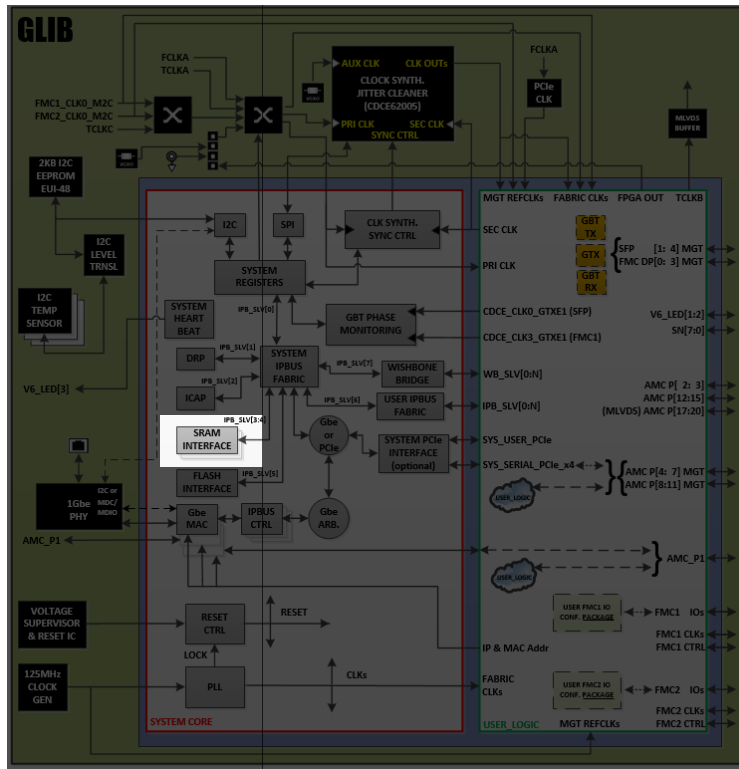 GLIB
FCLKA
TCLKA
FMC1_CLK0_M2C
FMC2_CLK0_M2C
TCLKC
AUX CLK
CLK OUTs
CLOCK SYNTH.
JITTER CLEANER
(CDCE62005)
PRI CLK
SEC CLK
SYNC CTRL
FCLKA
PCIe
CLK
MLVDS
BUFFER
2KB I2C
EEPROM
EUI-48
I2C
LEVEL
TRNSL
I2C
TEMP
SENSOR
V6_LED[3]
I2C
SPI
CLK SYNTH.
SYNC CTRL
SYSTEM
REGISTERS
IPB_SLV[0]
SYSTEM
HEART
BEAT
GBT PHASE
MONITORING
DRP
IPB_SLV[1]
SYSTEM
IPBUS
FABRIC
IPB_SLV[7]
WISHBONE
BRIDGE
ICAP
IPB_SLV[2]
IPB_SLV[6]
USER IPBUS
FABRIC
IPB_SLV[3:4]
SRAM
INTERFACE
Gbe
or
PCIe
SYSTEM PCIe
INTERFACE
(optional)
FLASH
INTERFACE
IPB_SLV[5]
1Gbe
PHY
I2C or
MDC/
MDIO
Gbe
MAC
IPBUS
CTRL
Gbe
ARB.
AMC_P1
VOLTAGE
SUPERVISOR
& RESET IC
RESET
CTRL
RESET
LOCK
125MHz
CLOCK
GEN
PLL
CLKs
SYSTEM CORE
MGT REFCLKs
FABRIC CLKs
FPGA OUT
TCLKB
SEC CLK
PRI CLK
GBT
TX
GTX
GBT
RX
SFP [1: 4] MGT
FMC DP[0: 3] MGT
CDCE_CLK0_GTXE1 (SFP)
CDCE_CLK3_GTXE1 (FMC1)
V6_LED[1:2]
SN[7:0]
WB_SLV[0:N]
IPB_SLV[0:N]
AMC P[ 2: 3]
AMC P[12:15]
(MLVDS) AMC P[17:20]
SYS_USER_PCIe
SYS_SERIAL_PCIe_x4
AMC P[4: 7] MGT
AMC P[8:11] MGT
USER_LOGIC
AMC_P1
USER_LOGIC
USER FMC1 IO
CONF. PACKAGE
FMC1 IOs
FMC1 CLKs
FMC1 CTRL
IP & MAC Addr
FABRIC
CLKs
USER FMC2 IO
CONF. PACKAGE
FMC2 IOs
FMC2 CLKs
FMC2 CTRL
USER_LOGIC
MGT REFCLKs